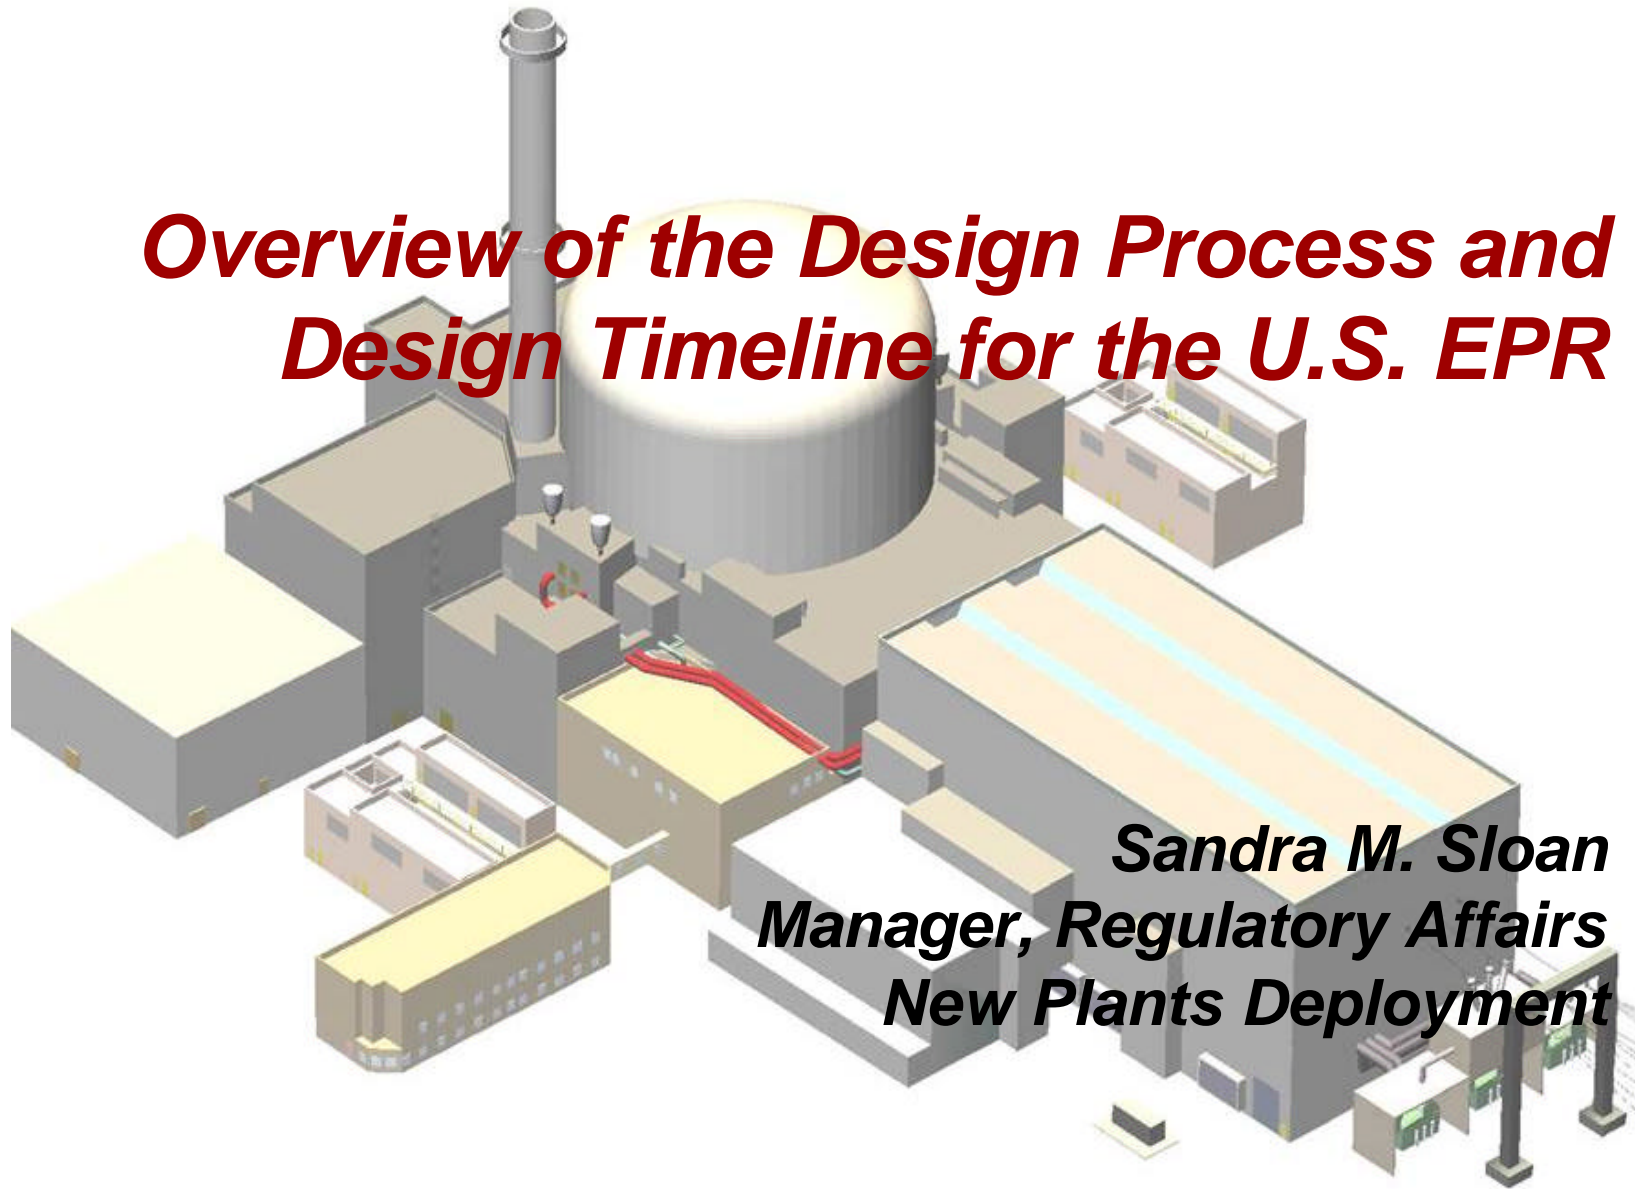 Overview of the Design Process and
Design Timeline for the U.S. EPR
Sandra M. Sloan
Manager, Regulatory Affairs
New Plants Deployment